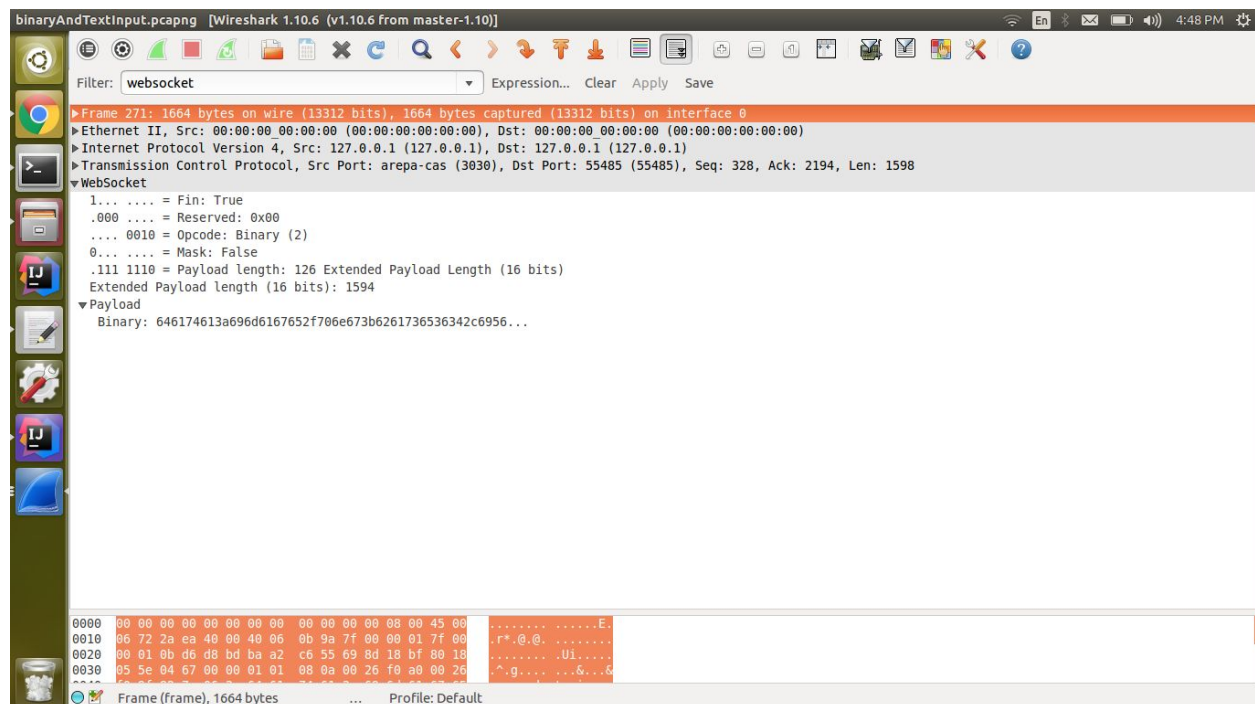 binaryAndTextInput.pcapng [Wireshark 1.10.6 (v1.10.6 from master-1.10)] En 4:48 PM
Filter: websocket Expression... Clear Apply Save
Frame 271: 1664 bytes on wire (13312 bits), 1664 bytes captured (13312 bits) on interface 0
Ethernet II, Src: 00:00:00_00:00:00 (00:00:00:00:00:00), Dst: 00:00:00_00:00:00 (00:00:00:00:00:00)
Internet Protocol Version 4, Src: 127.0.0.1 (127.0.0.1), Dst: 127.0.0.1 (127.0.0.1)
Transmission Control Protocol, Src Port: arepa-cas (3030), Dst Port: 55485 (55485), Seq: 328, Ack: 2194, Len: 1598
WebSocket
1... .... = Fin: True
.000 .... = Reserved: 0x00
.... 0010 = Opcode: Binary (2)
0... .... = Mask: False
.111 1110 = Payload length: 126 Extended Payload Length (16 bits)
Extended Payload length (16 bits): 1594
Payload
Binary: 646174613a696d6167652f706e673b6261736536342c6956...
0000 00 00 00 00 00 00 00 00 00 00 00 00 08 00 45 00 ........ ......E.
0010 06 72 2a ea 40 00 40 06 0b 9a 7f 00 00 01 7f 00 .r*.@.@. ........
0020 00 01 0b d6 d8 bd ba a2 c6 55 69 8d 18 bf 80 18 ........ .Ui.....
0030 05 5e 04 67 00 00 01 01 08 0a 00 26 f0 a0 00 26 .^.g.... ...&...&
Frame (frame), 1664 bytes ... Profile: Default